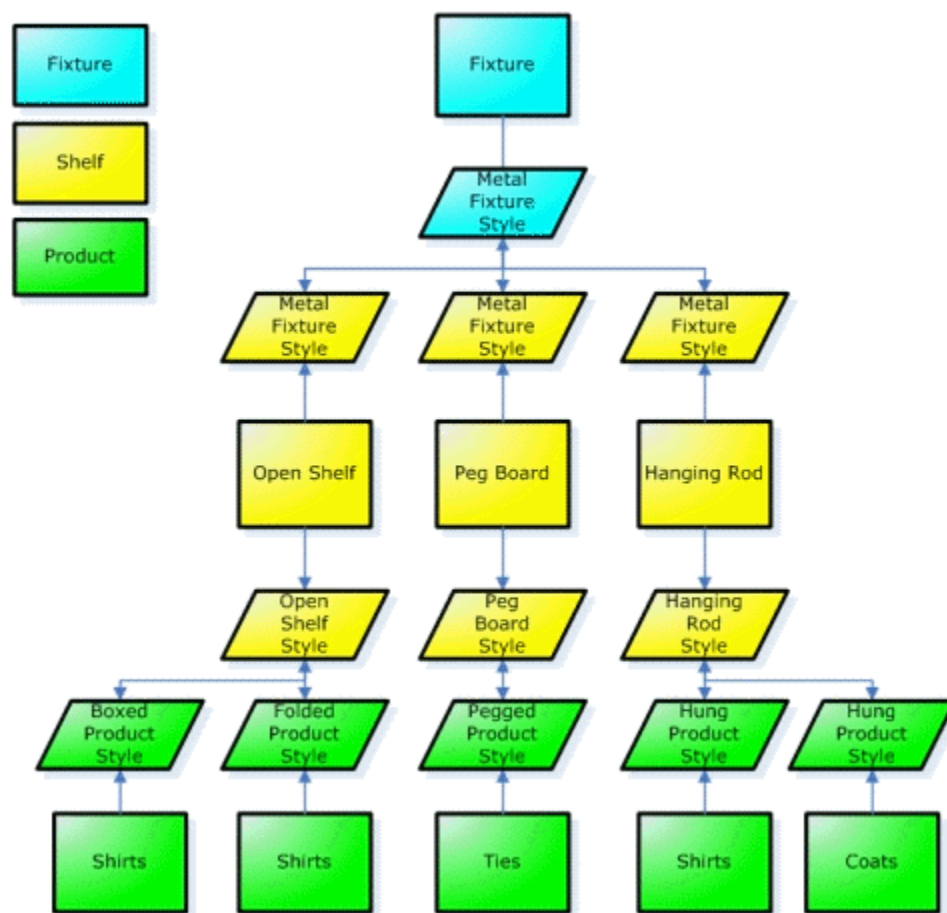 Fixture
Shelf
Product
Fixture
Metal
Fixture
Style
Metal
Fixture
Style
Metal
Fixture
Style
Metal
Fixture
Style
Open Shelf
Peg Board
Hanging Rod
Open
Shelf
Style
Peg
Board
Style
Hanging
Rod
Style
Boxed
Product
Style
Folded
Product
Style
Pegged
Product
Style
Hung
Product
Style
Hung
Product
Style
Shirts
Shirts
Ties
Shirts
Coats